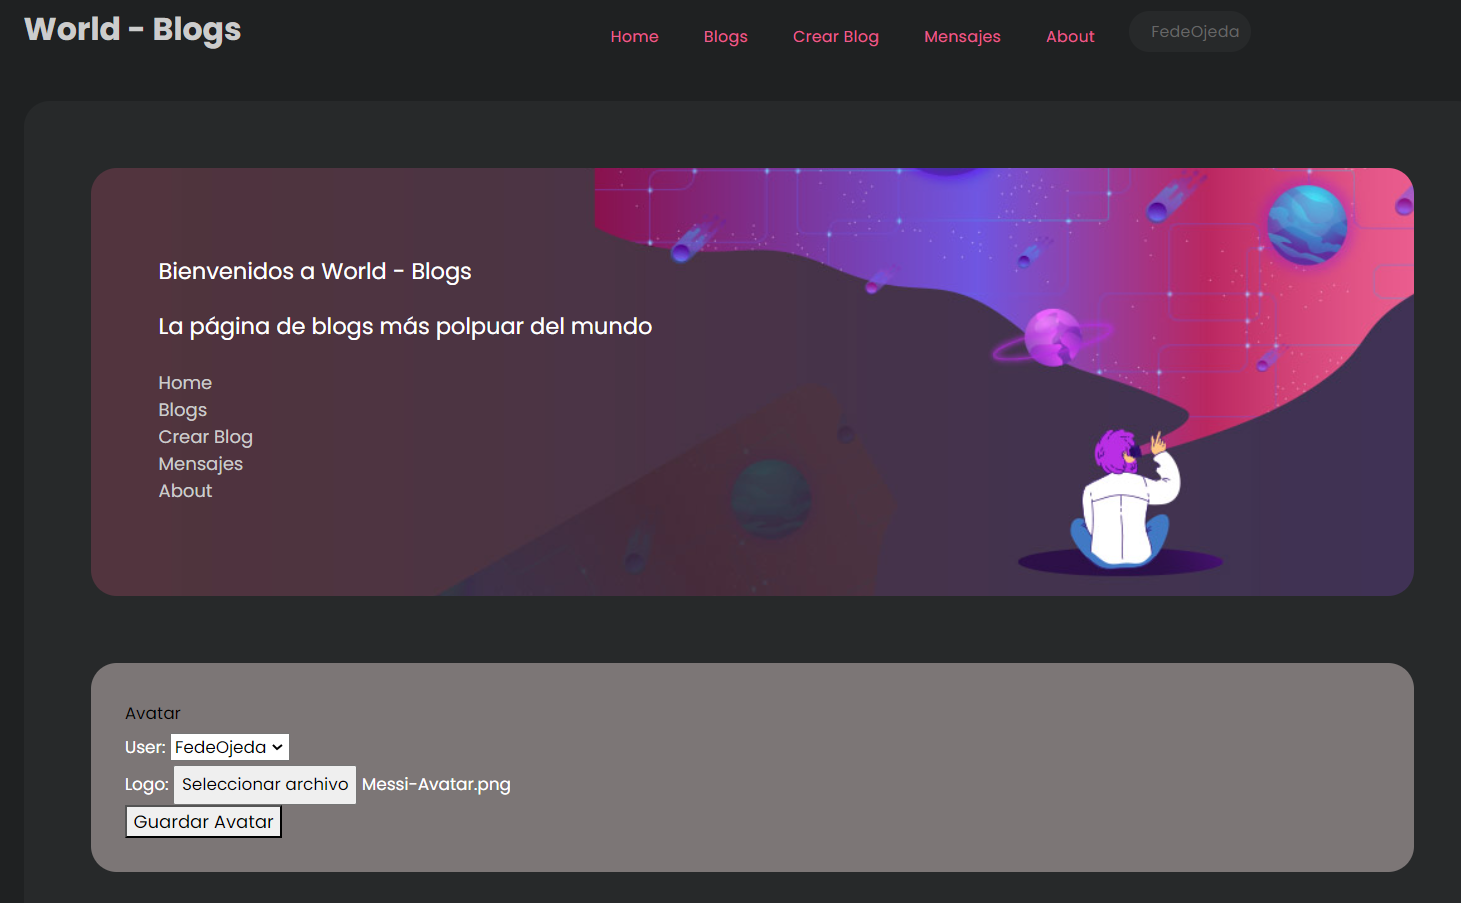 World - Blogs
Home Blogs Crear Blog Mensajes About FedeOjeda
Bienvenidos a World - Blogs
La página de blogs más polpuar del mundo
Home
Blogs
Crear Blog
Mensajes
About
Avatar
User: FedeOjeda
Logo: Seleccionar archivo Messi-Avatar.png
Guardar Avatar